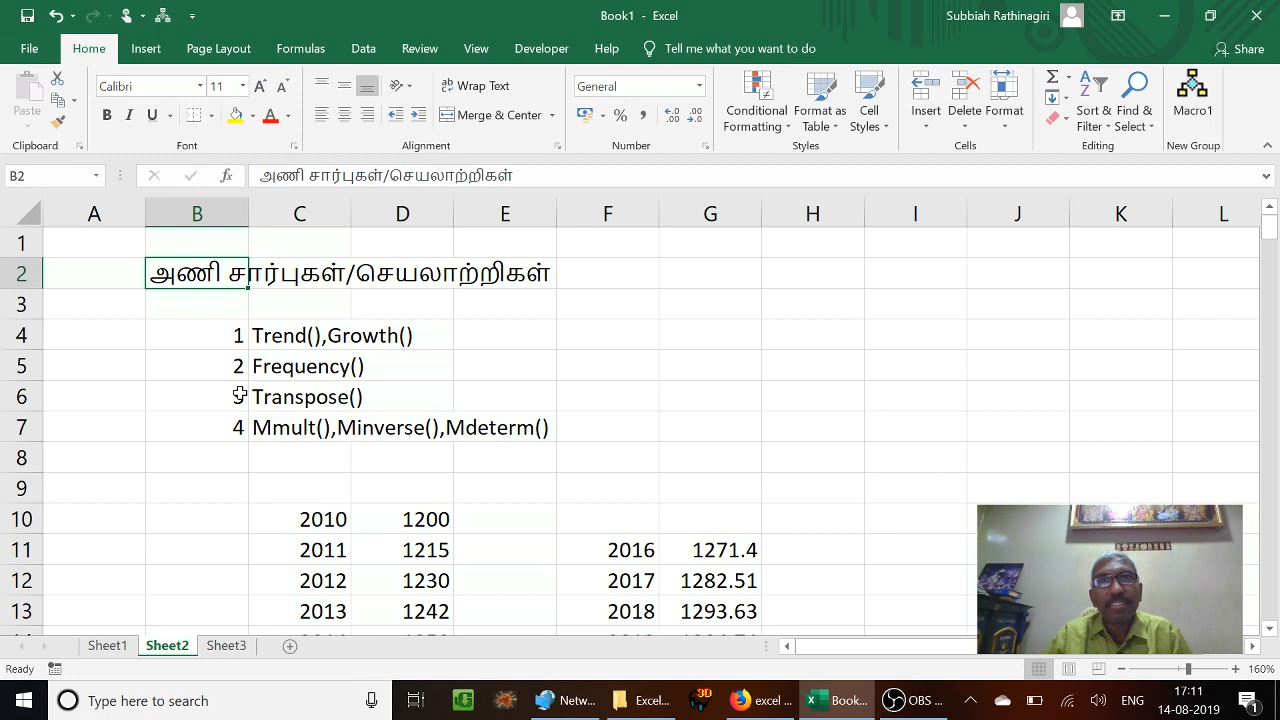 Book1 - Excel
Subbiah Rathinagiri
File Home Insert Page Layout Formulas Data Review View Developer Help Tell me what you want to do Share
Calibri 11 Wrap Text General
Paste B I U A Merge & Center % Conditional Formatting Format as Table Cell Styles Insert Delete Format Sort & Filter Find & Select Macro1
Clipboard Font Alignment Number Styles Cells Editing New Group
B2 fx அணி சார்புகள்/செயலாற்றிகள்
A B C D E F G H I J K L
1
2 அணி சார்புகள்/செயலாற்றிகள்
3
4 1 Trend(),Growth()
5 2 Frequency()
6 3 Transpose()
7 4 Mmult(),Minverse(),Mdeterm()
8
9
10 2010 1200
11 2011 1215 2016 1271.4
12 2012 1230 2017 1282.51
13 2013 1242 2018 1293.63
Sheet1 Sheet2 Sheet3
Ready 160%
Type here to search Netw... Excel... excel ... Book... OBS ... ENG 17:11
14-08-2019